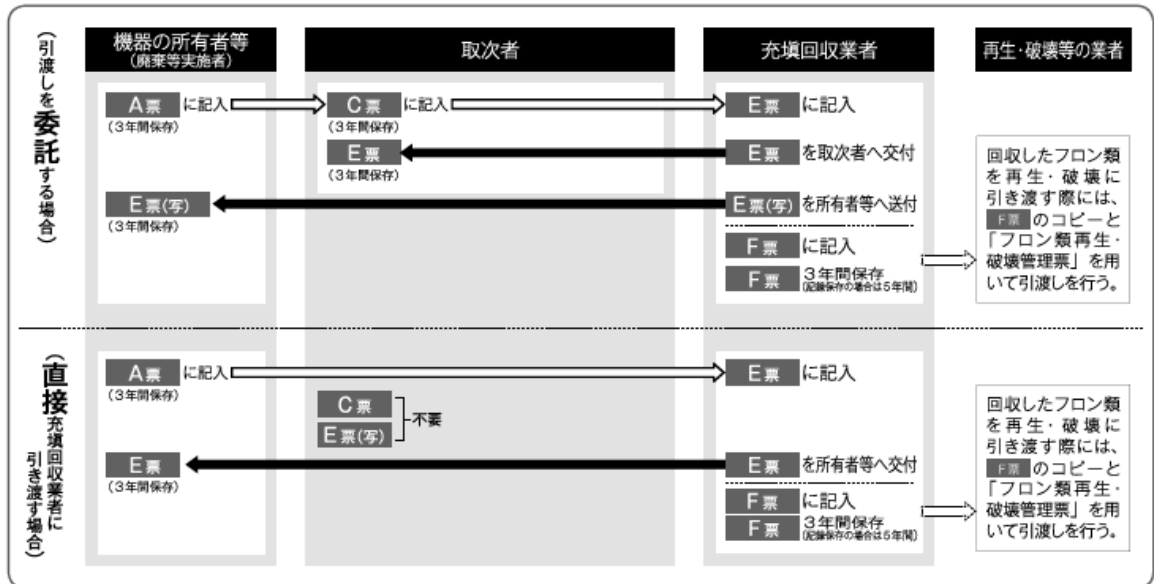 機器の所有者等
(廃棄等実施者)
取次者
充填回収業者
再生・破壊等の業者
(引渡しを委託する場合)
A票 に記入
(3年間保存)
C票 に記入
(3年間保存)
E票 に記入
E票
(3年間保存)
E票 を取次者へ交付
E票(写)
(3年間保存)
E票(写) を所有者等へ送付
F票 に記入
F票 3年間保存
(記録保存の場合は5年間)
回収したフロン類
を再生・破壊に
引き渡す際には、
F票 のコピーと
「フロン類再生・
破壊管理票」を用
いて引渡しを行う。
(直接充填回収業者に
引き渡す場合)
A票 に記入
(3年間保存)
E票 に記入
C票
E票(写)
不要
E票
(3年間保存)
E票 を所有者等へ交付
F票 に記入
F票 3年間保存
(記録保存の場合は5年間)
回収したフロン類
を再生・破壊に
引き渡す際には、
F票 のコピーと
「フロン類再生・
破壊管理票」を用
いて引渡しを行う。